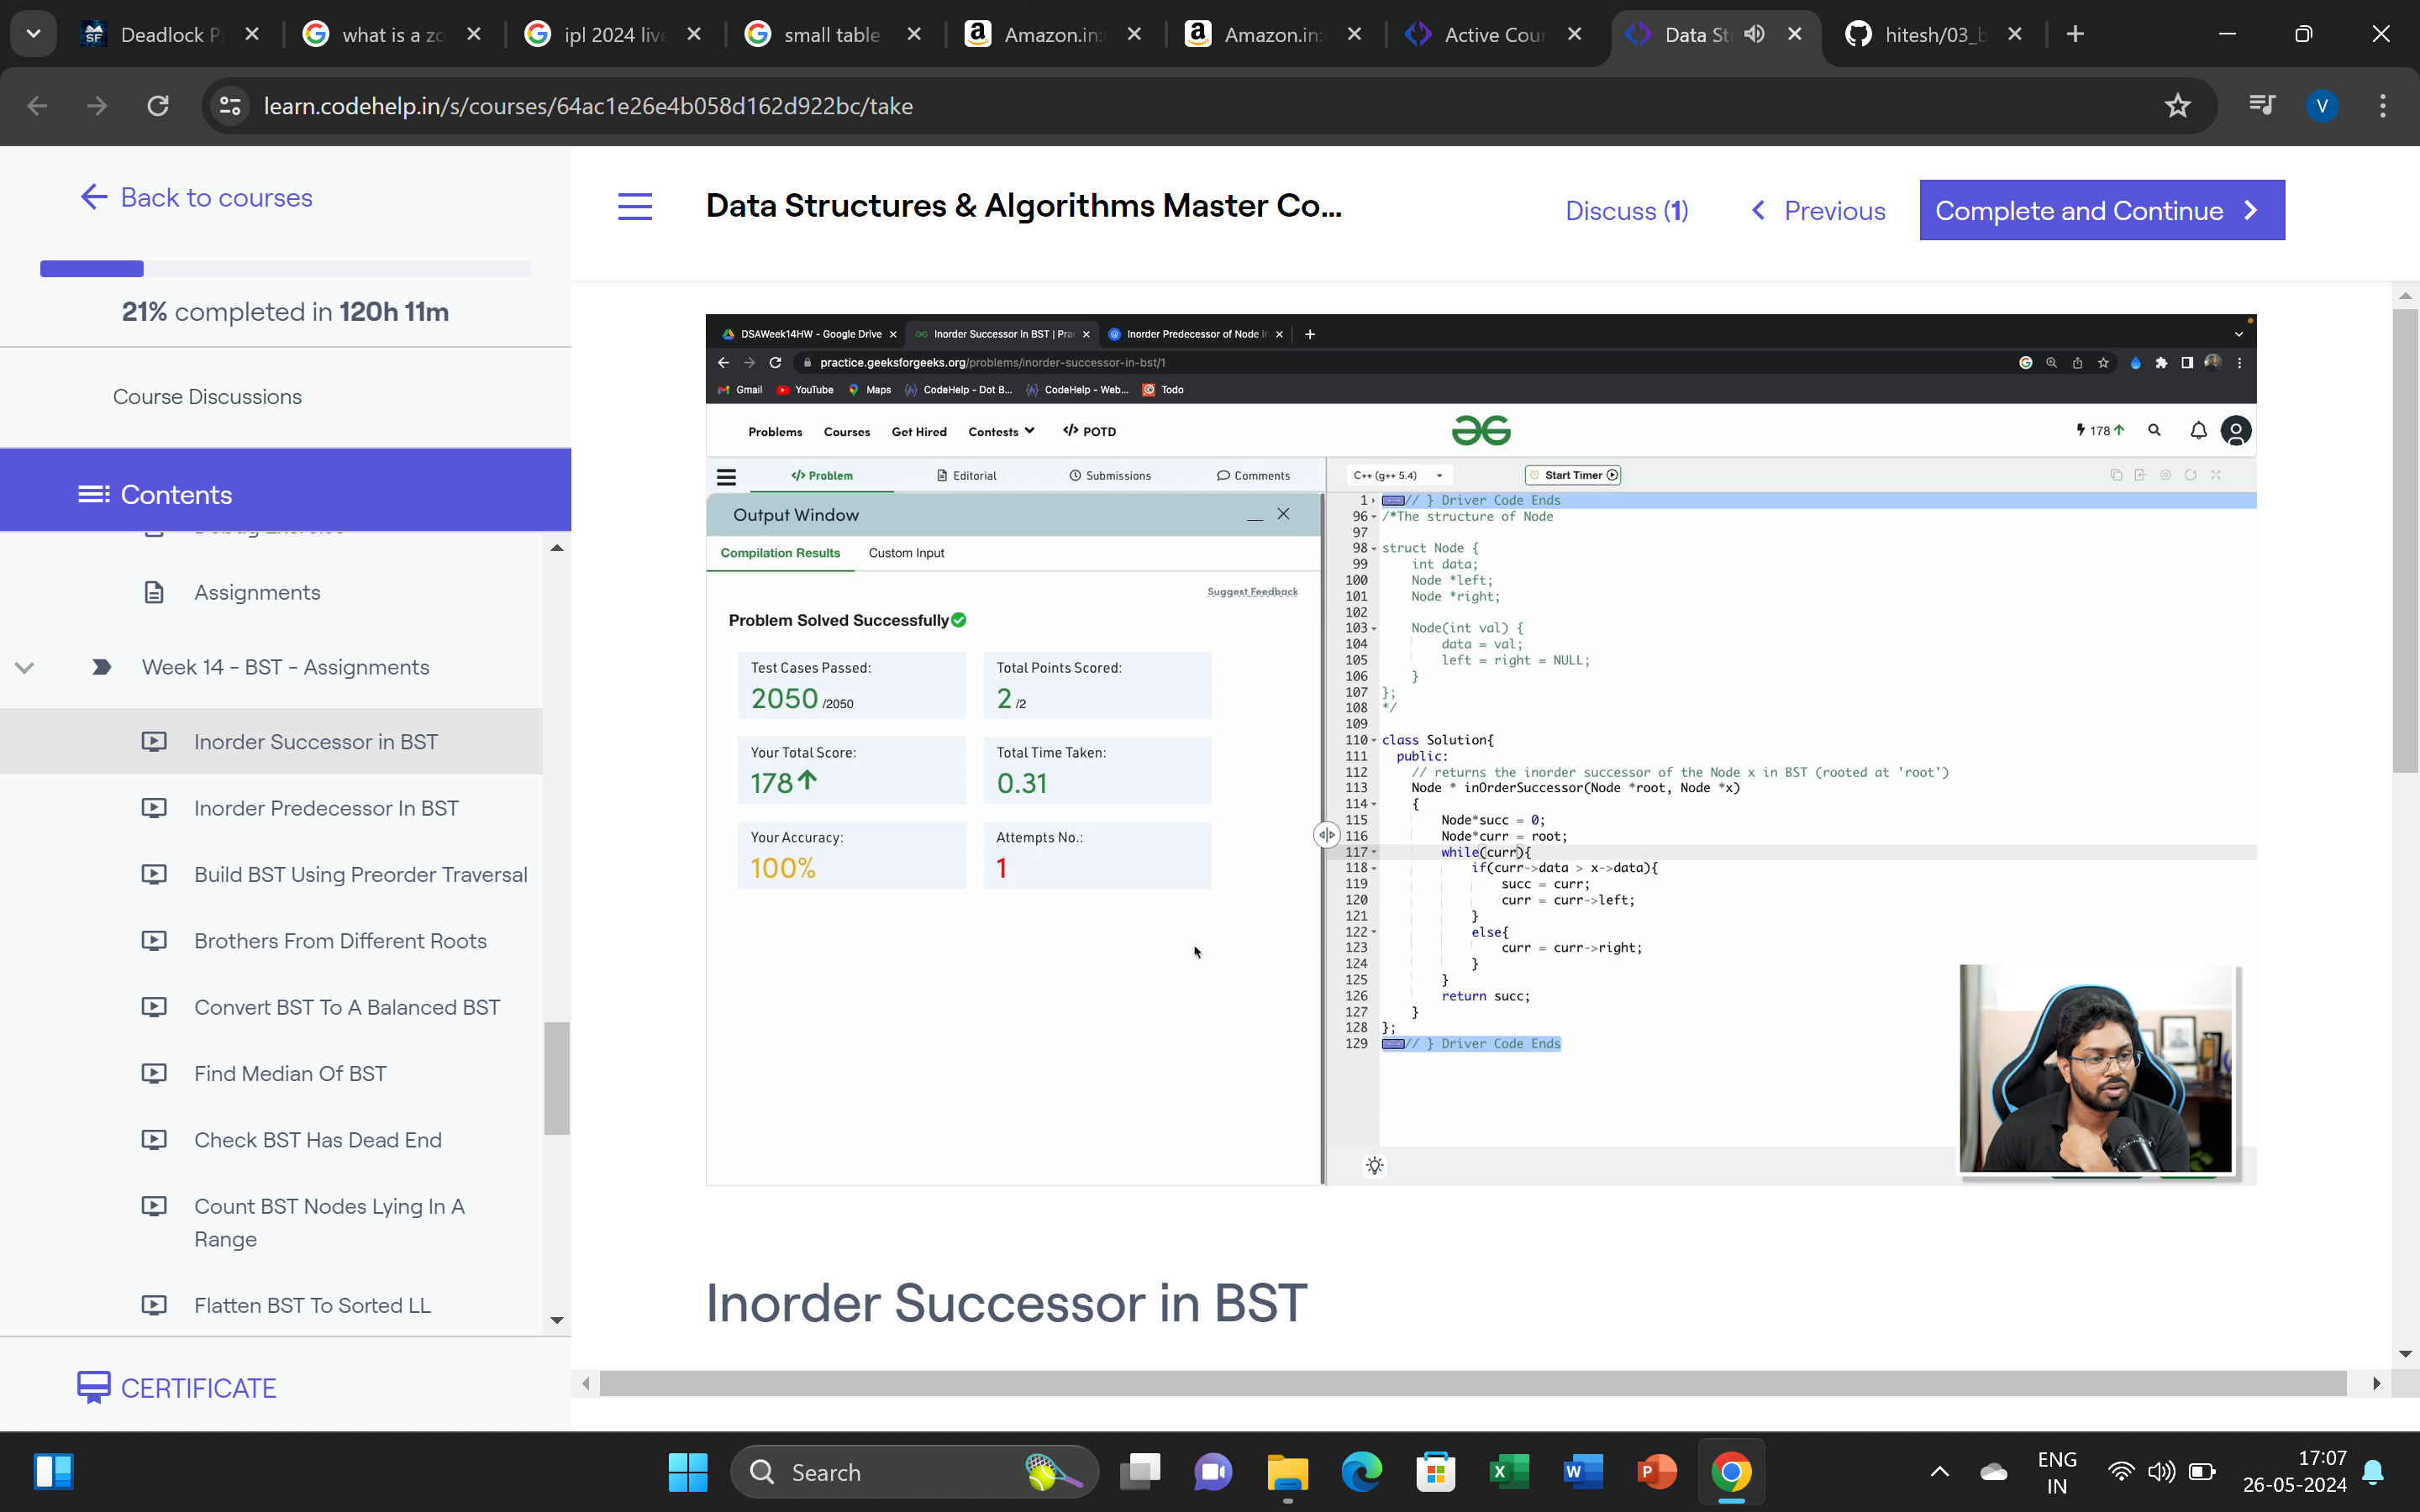 Deadlock P
what is a zo
ipl 2024 live
small table
Amazon.in:
Amazon.in:
Active Cour
Data St
hitesh/03_b
learn.codehelp.in/s/courses/64ac1e26e4b058d162d922bc/take
V
Back to courses
21% completed in 120h 11m
Course Discussions
Contents
Assignments
Week 14 - BST - Assignments
Inorder Successor in BST
Inorder Predecessor In BST
Build BST Using Preorder Traversal
Brothers From Different Roots
Convert BST To A Balanced BST
Find Median Of BST
Check BST Has Dead End
Count BST Nodes Lying In A
Range
Flatten BST To Sorted LL
CERTIFICATE
Data Structures & Algorithms Master Co...
Discuss (1)
Previous
Complete and Continue
DSAWeek14HW - Google Drive
Inorder Successor in BST | Pra
Inorder Predecessor of Node in
practice.geeksforgeeks.org/problems/inorder-successor-in-bst/1
Gmail YouTube Maps CodeHelp - Dot B... CodeHelp - Web... Todo
Problems Courses Get Hired Contests </> POTD
178
</> Problem Editorial Submissions Comments
C++ (g++ 5.4) Start Timer
Output Window
Compilation Results Custom Input
Suggest Feedback
Problem Solved Successfully
Test Cases Passed:
2050 /2050
Total Points Scored:
2 /2
Your Total Score:
178
Total Time Taken:
0.31
Your Accuracy:
100%
Attempts No.:
1
1 // } Driver Code Ends
96 /*The structure of Node
97
98 struct Node {
99 int data;
100 Node *left;
101 Node *right;
102
103 Node(int val) {
104 data = val;
105 left = right = NULL;
106 }
107 };
108 */
109
110 class Solution{
111 public:
112 // returns the inorder successor of the Node x in BST (rooted at 'root')
113 Node * inOrderSuccessor(Node *root, Node *x)
114 {
115 Node*succ = 0;
116 Node*curr = root;
117 while(curr){
118 if(curr->data > x->data){
119 succ = curr;
120 curr = curr->left;
121 }
122 else{
123 curr = curr->right;
124 }
125 }
126 return succ;
127 }
128 };
129 // } Driver Code Ends
Inorder Successor in BST
Search
ENG
IN
17:07
26-05-2024